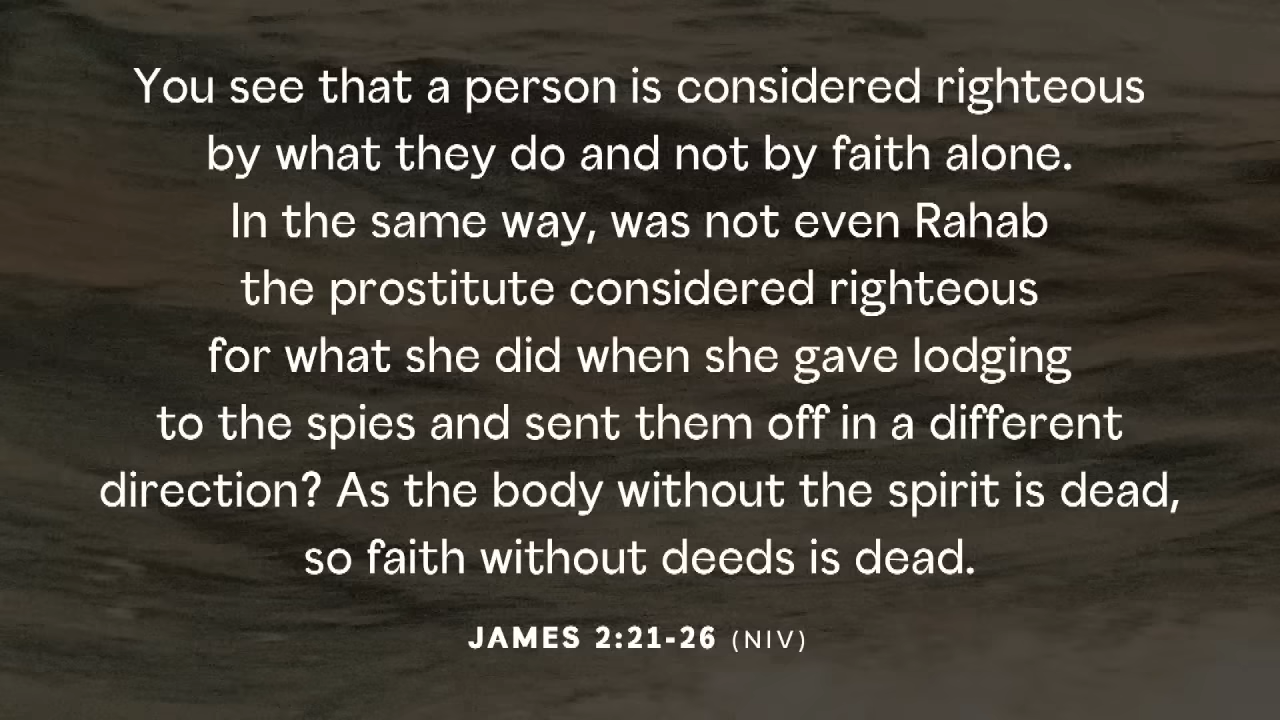 You see that a person is considered righteous
by what they do and not by faith alone.
In the same way, was not even Rahab
the prostitute considered righteous
for what she did when she gave lodging
to the spies and sent them off in a different
direction? As the body without the spirit is dead,
so faith without deeds is dead.
JAMES 2:21-26 (NIV)